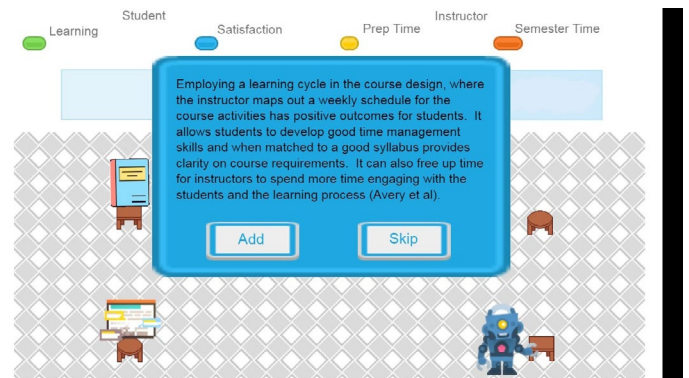 Student
Instructor
Learning
Satisfaction
Prep Time
Semester Time
Employing a learning cycle in the course design, where
the instructor maps out a weekly schedule for the
course activities has positive outcomes for students. It
allows students to develop good time management
skills and when matched to a good syllabus provides
clarity on course requirements. It can also free up time
for instructors to spend more time engaging with the
students and the learning process (Avery et al).
Add
Skip